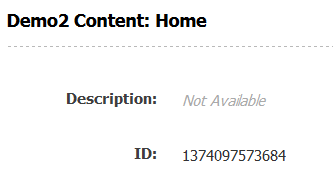 Demo2 Content: Home
Description: Not Available
ID: 1374097573684